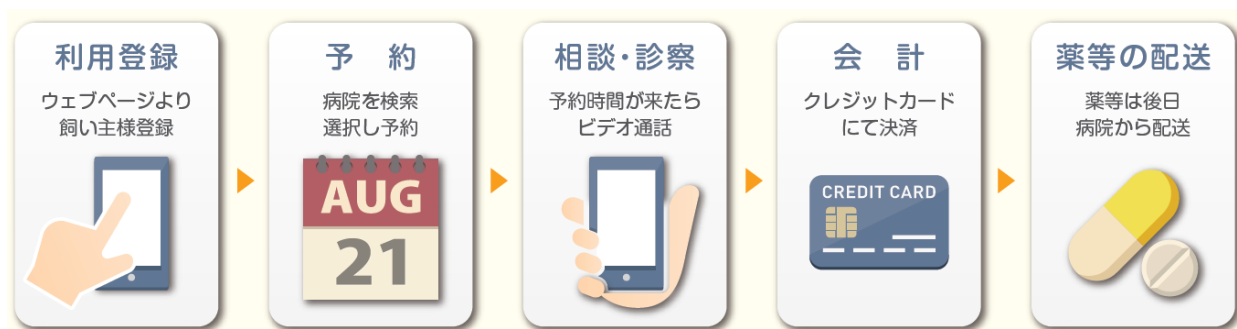 利用登録
ウェブページより
飼い主様登録
予　約
病院を検索
選択し予約
AUG
21
相談・診察
予約時間が来たら
ビデオ通話
会　計
クレジットカード
にて決済
CREDIT CARD
薬等の配送
薬等は後日
病院から配送